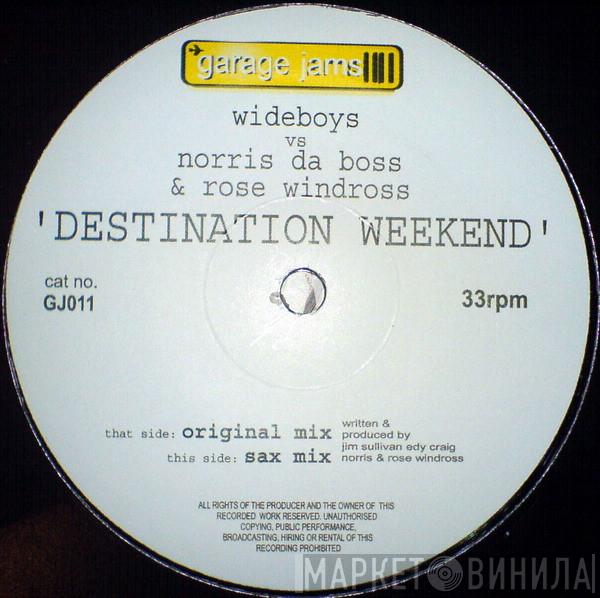 garage jams
wideboys
vs
norris da boss
& rose windross
'DESTINATION WEEKEND'
cat no.
GJ011
33rpm
that side: original mix
this side: sax mix
written &
produced by
jim sullivan edy craig
norris & rose windross
ALL RIGHTS OF THE PRODUCER AND THE OWNER OF THIS
RECORDED WORK RESERVED. UNAUTHORISED
COPYING, PUBLIC PERFORMANCE,
BROADCASTING, HIRING OR RENTAL OF THIS
RECORDING PROHIBITED
МАРКЕТ ВИНИЛА